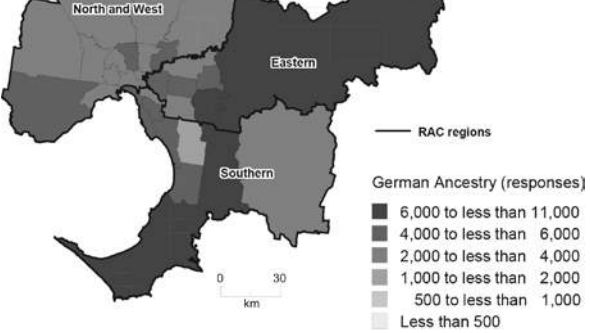 North and West
Eastern
RAC regions
Southern
German Ancestry (responses)
6,000 to less than 11,000
4,000 to less than 6,000
2,000 to less than 4,000
1,000 to less than 2,000
500 to less than 1,000
Less than 500
0 30
km